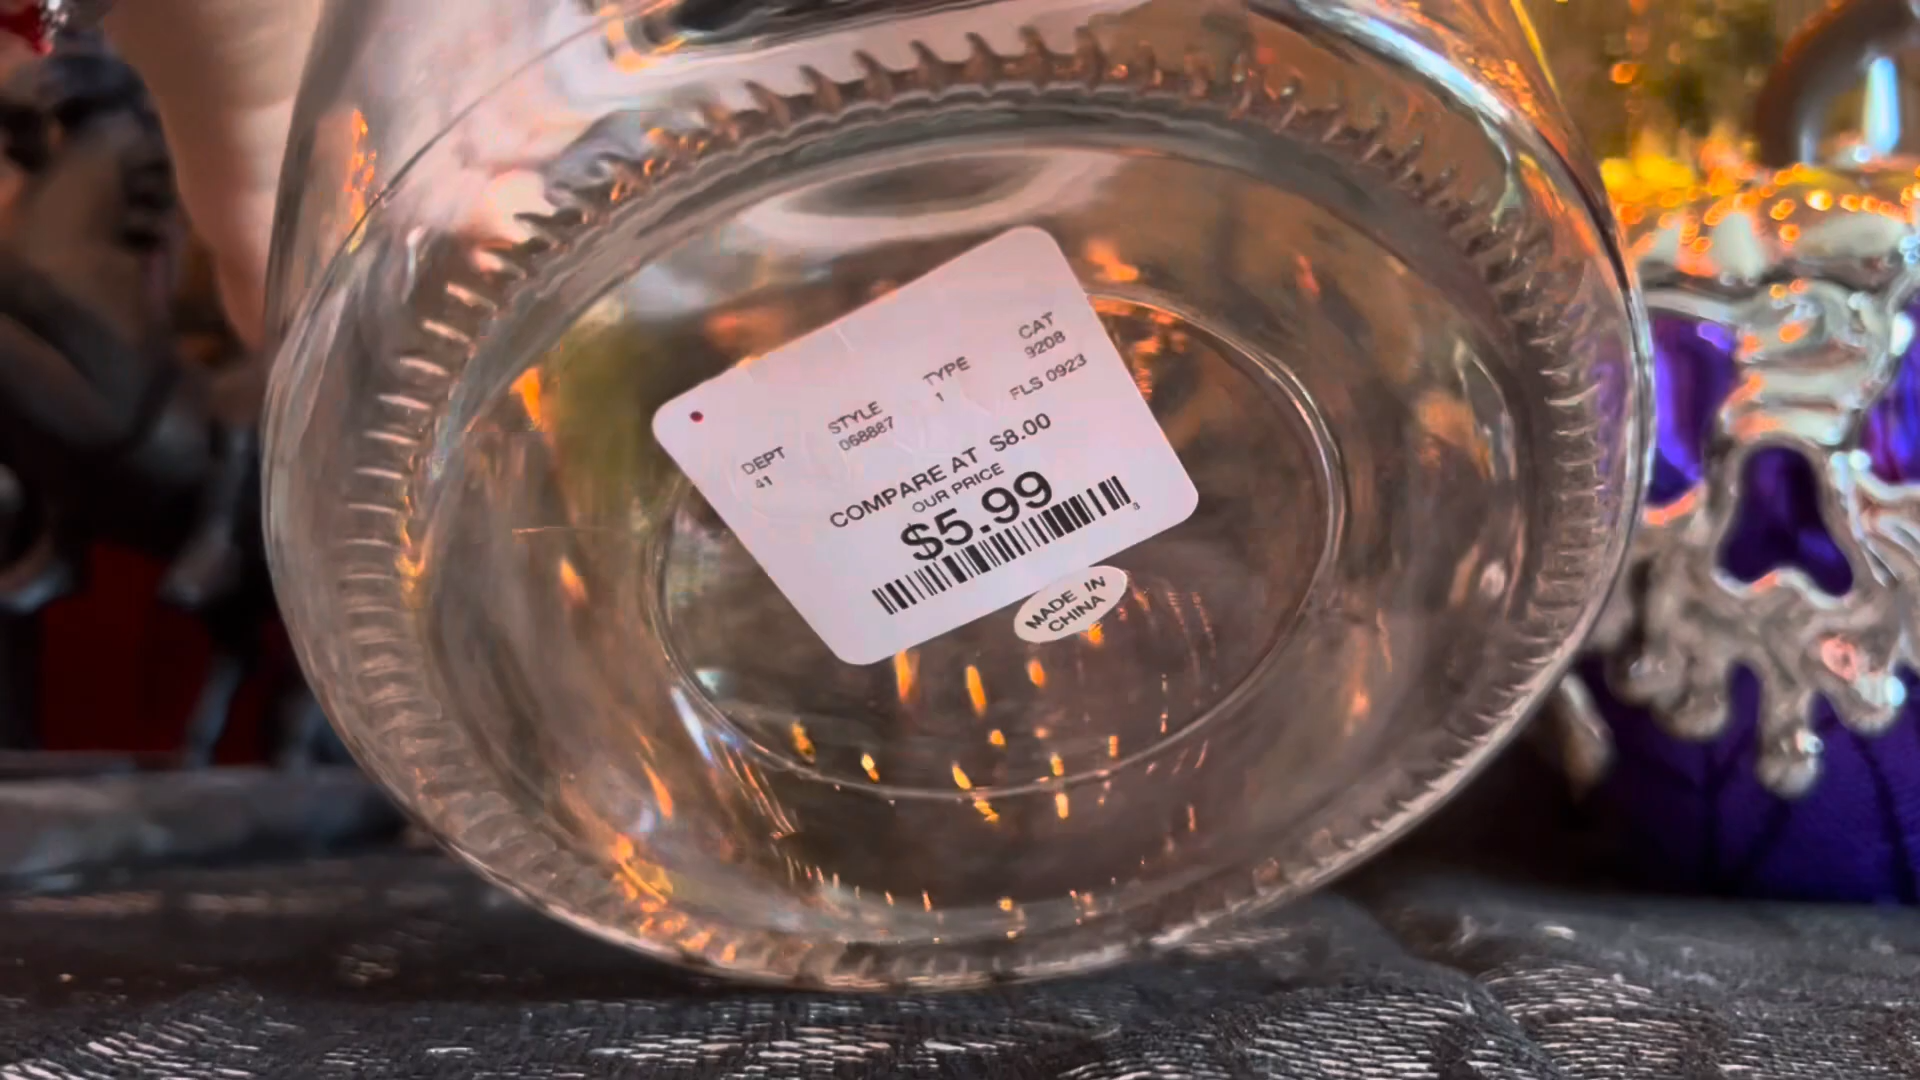 DEPT STYLE TYPE CAT
41 068887 1 9208
FLS 0923
COMPARE AT $8.00
OUR PRICE
$5.99
3
MADE IN
CHINA